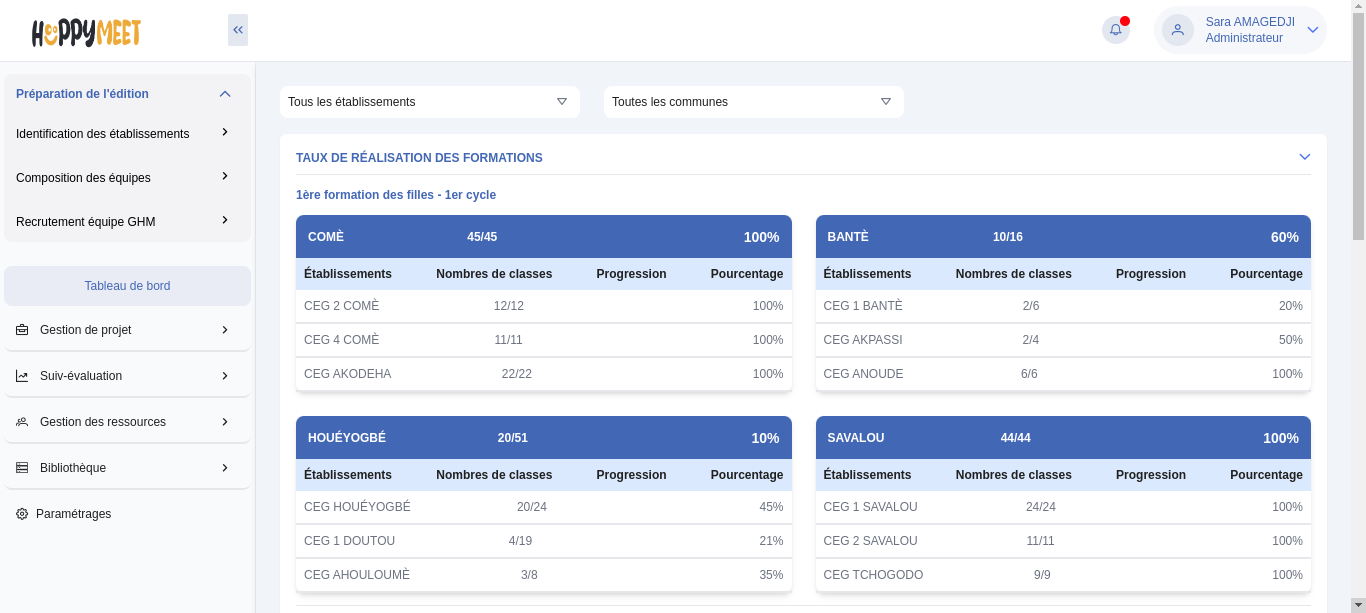 HAPPYMEET
Sara AMAGEDJI
Administrateur
Préparation de l'édition
Identification des établissements
Composition des équipes
Recrutement équipe GHM
Tableau de bord
Gestion de projet
Suiv-évaluation
Gestion des ressources
Bibliothèque
Paramétrages
Tous les établissements
Toutes les communes
TAUX DE RÉALISATION DES FORMATIONS
1ère formation des filles - 1er cycle
COMÈ 45/45 100%
Établissements Nombres de classes Progression Pourcentage
CEG 2 COMÈ 12/12 100%
CEG 4 COMÈ 11/11 100%
CEG AKODEHA 22/22 100%
BANTÈ 10/16 60%
Établissements Nombres de classes Progression Pourcentage
CEG 1 BANTÈ 2/6 20%
CEG AKPASSI 2/4 50%
CEG ANOUDE 6/6 100%
HOUÉYOGBÉ 20/51 10%
Établissements Nombres de classes Progression Pourcentage
CEG HOUÉYOGBÉ 20/24 45%
CEG 1 DOUTOU 4/19 21%
CEG AHOULOUMÈ 3/8 35%
SAVALOU 44/44 100%
Établissements Nombres de classes Progression Pourcentage
CEG 1 SAVALOU 24/24 100%
CEG 2 SAVALOU 11/11 100%
CEG TCHOGODO 9/9 100%